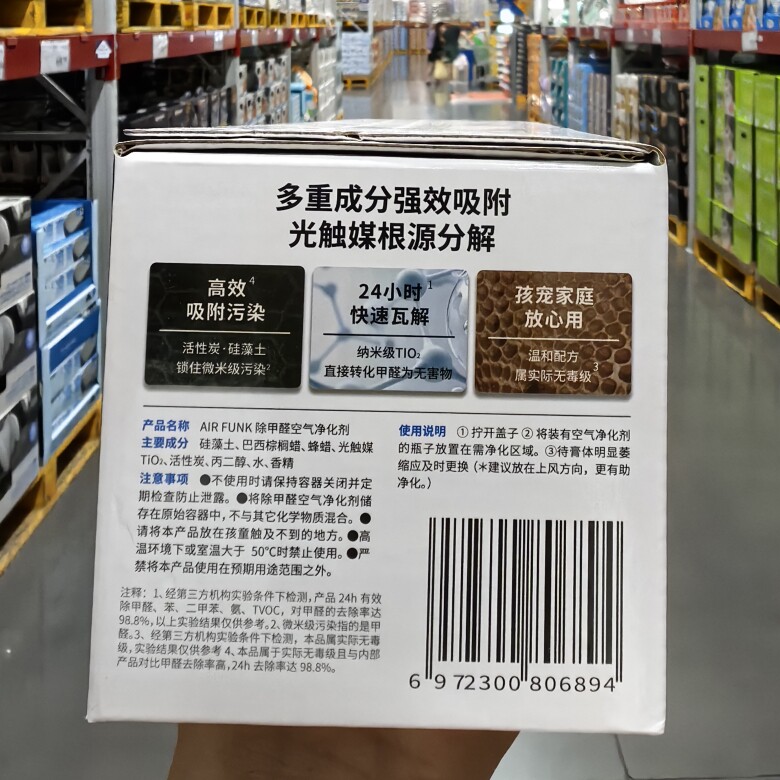 多重成分强效吸附
光触媒根源分解
高效4
吸附污染
活性炭·硅藻土
锁住微米级污染2
24小时1
快速瓦解
纳米级TIO₂
直接转化甲醛为无害物
孩宠家庭
放心用
温和配方
属实际无毒级3
产品名称 AIR FUNK 除甲醛空气净化剂
主要成分 硅藻土、巴西棕榈蜡、蜂蜡、光触媒
TiO₂、活性炭、丙二醇、水、香精
注意事项 ●不使用时请保持容器关闭并定
期检查防止泄露。●将除甲醛空气净化剂储
存在原始容器中，不与其它化学物质混合。●
请将本产品放在孩童触及不到的地方。●高
温环境下或室温大于 50℃时禁止使用。●严
禁将本产品使用在预期用途范围之外。
注释：1、经第三方机构实验条件下检测，产品 24h 有效
除甲醛、苯、二甲苯、氨、TVOC，对甲醛的去除率达
98.8%，以上实验结果仅供参考。2、微米级污染指的是甲
醛。3、经第三方机构实验条件下检测，本品属实际无毒
级，实验结果仅供参考 4、本品属于实际无毒级且与内部
产品对比甲醛去除率高，24h 去除率达 98.8%。
使用说明 ① 拧开盖子 ② 将装有空气净化剂
的瓶子放置在需净化区域。③待膏体明显萎
缩应及时更换（＊建议放在上风方向，更有助
净化。）
6 972300 806894